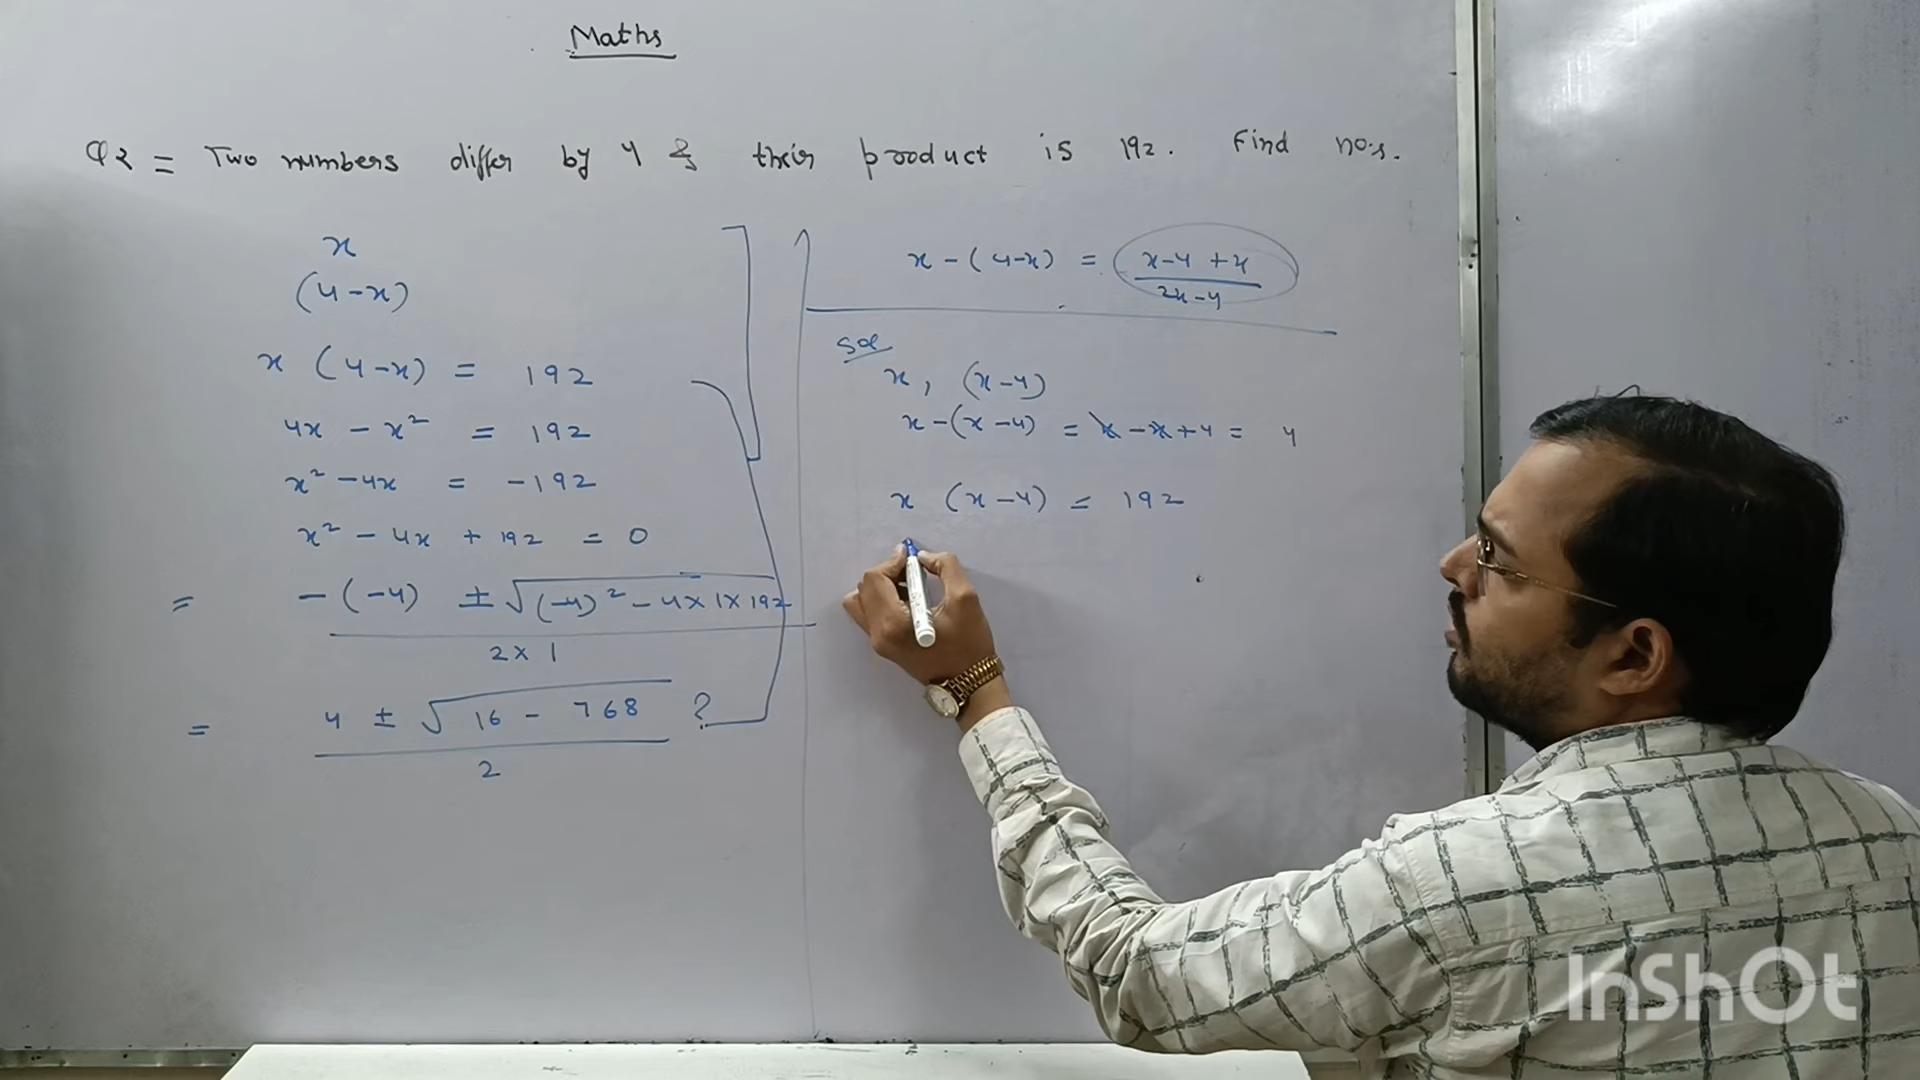 Maths
Q2 = Two numbers differ by 4 & their product is 192. Find no.s.
x
(4-x)
x (4-x) = 192
4x - x² = 192
x² - 4x = -192
x² - 4x + 192 = 0
= -(-4) ± √(-4)² - 4×1×192
2×1
= 4 ± √16 - 768 ?
2
x - (4-x) = x-4+x
2x-4
Sol
x, (x-4)
x-(x-4) = x-x+4 = 4
x (x-4) = 192
InShOt